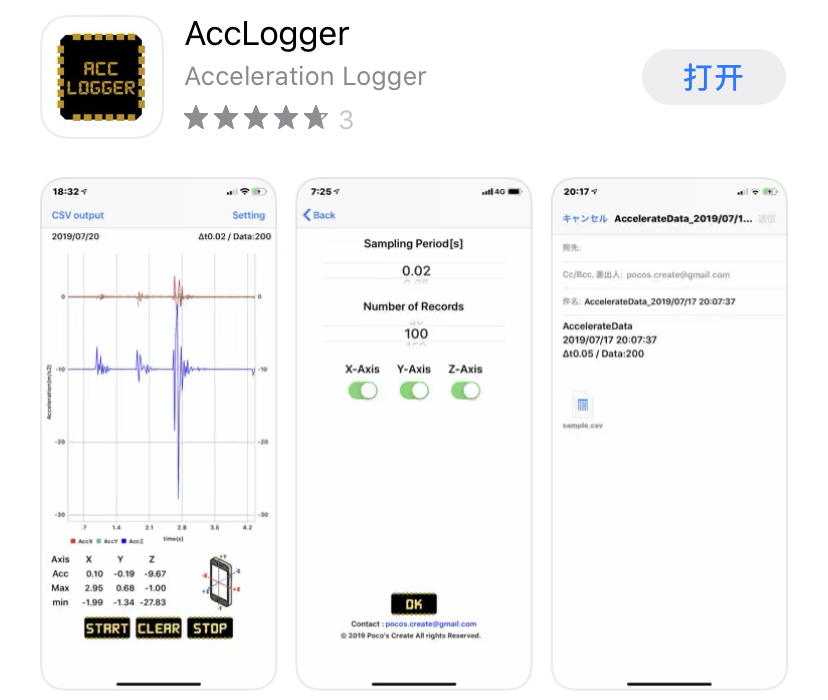 ACC
LOGGER
AccLogger
Acceleration Logger
3
打开
18:32
CSV output
Setting
2019/07/20
Δt0.02 / Data:200
0
0
-10
-10
-20
-20
-30
-30
Acceleration(m/s2)
.7 1.4 2.1 2.8 3.5 4.2
time(s)
AccX AccY AccZ
Axis X Y Z
Acc 0.10 -0.19 -9.67
Max 2.95 0.68 -1.00
min -1.99 -1.34 -27.83
START CLEAR STOP
7:25
4G
Back
Sampling Period[s]
0.02
Number of Records
100
X-Axis Y-Axis Z-Axis
OK
Contact : pocos.create@gmail.com
© 2019 Poco's Create All rights Reserved.
20:17
キャンセル AccelerateData_2019/07/1... 送信
宛先:
Cc/Bcc, 差出人: pocos.create@gmail.com
件名: AccelerateData_2019/07/17 20:07:37
AccelerateData
2019/07/17 20:07:37
Δt0.05 / Data:200
sample.csv